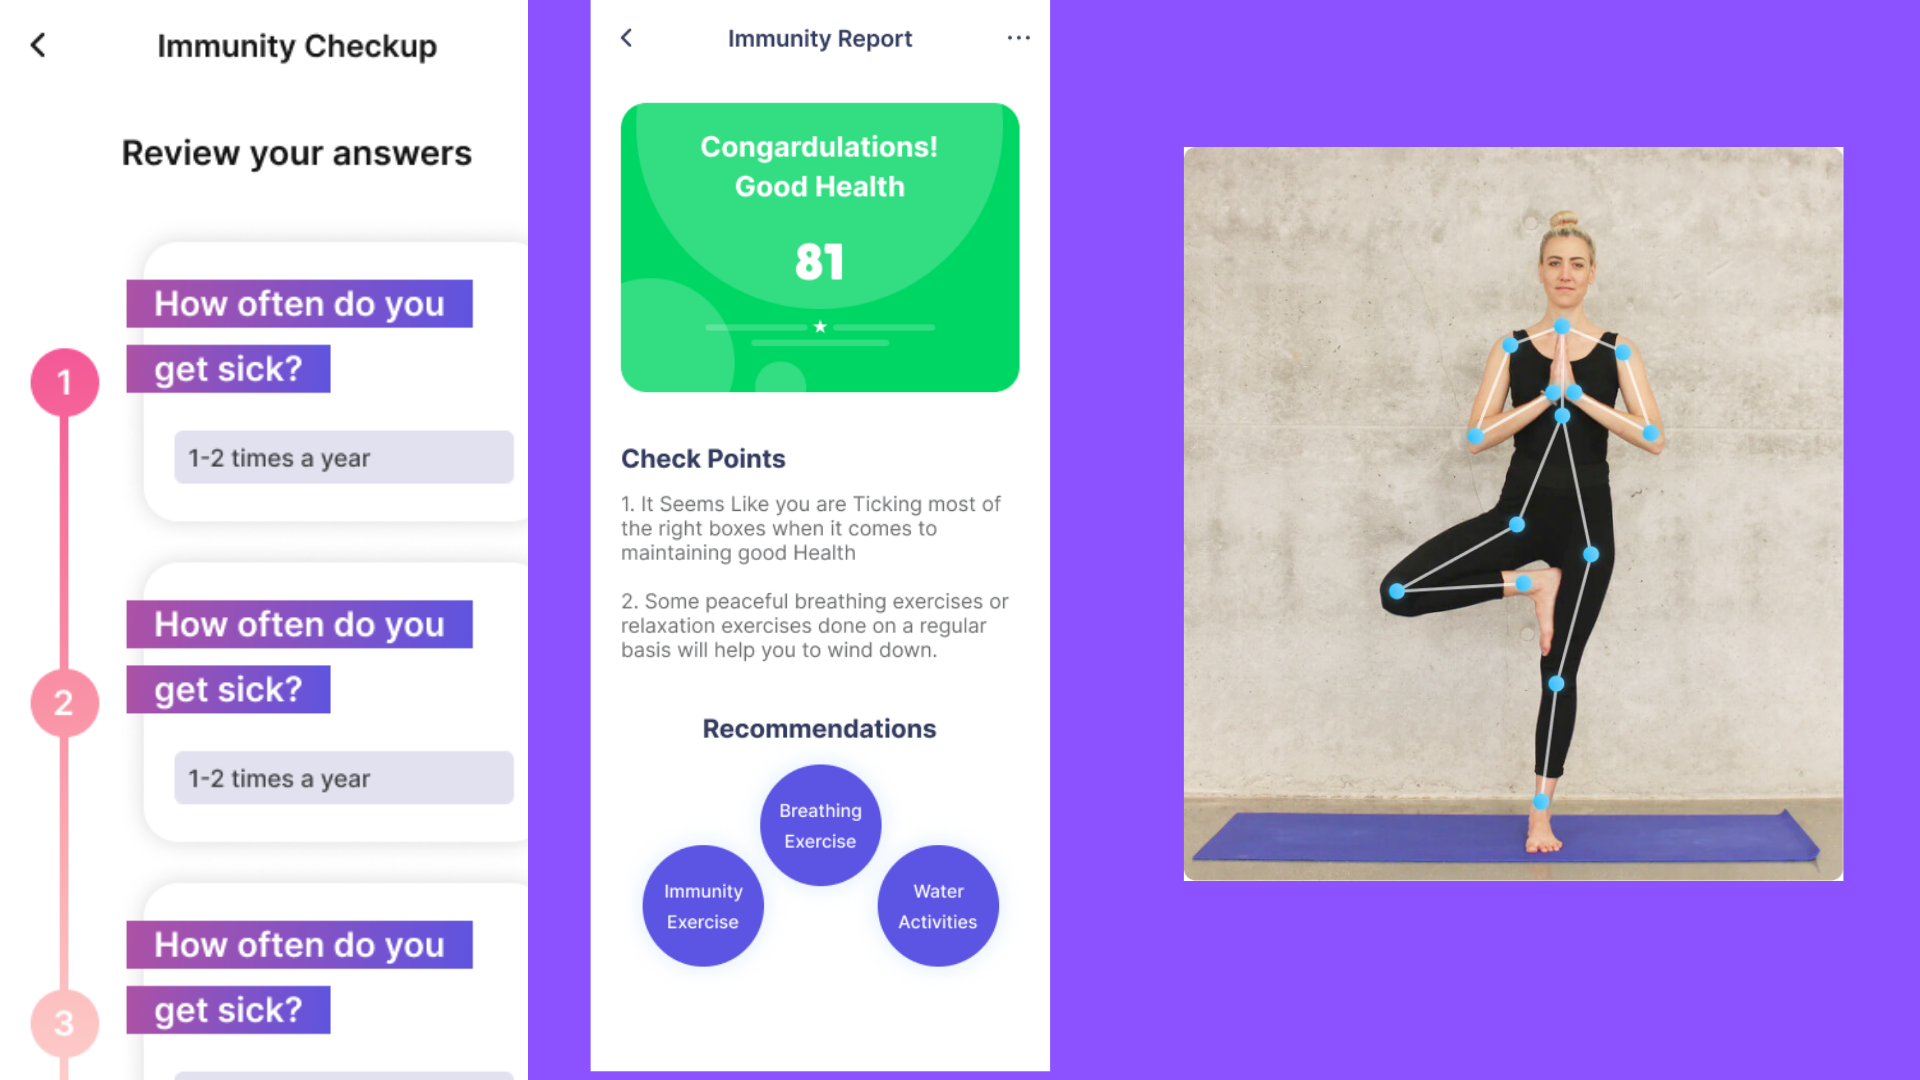 Immunity Checkup
Review your answers
1
How often do you
get sick?
1-2 times a year
2
How often do you
get sick?
1-2 times a year
3
How often do you
get sick?
Immunity Report
Congardulations!
Good Health
81
Check Points
1. It Seems Like you are Ticking most of
the right boxes when it comes to
maintaining good Health
2. Some peaceful breathing exercises or
relaxation exercises done on a regular
basis will help you to wind down.
Recommendations
Breathing
Exercise
Immunity
Exercise
Water
Activities